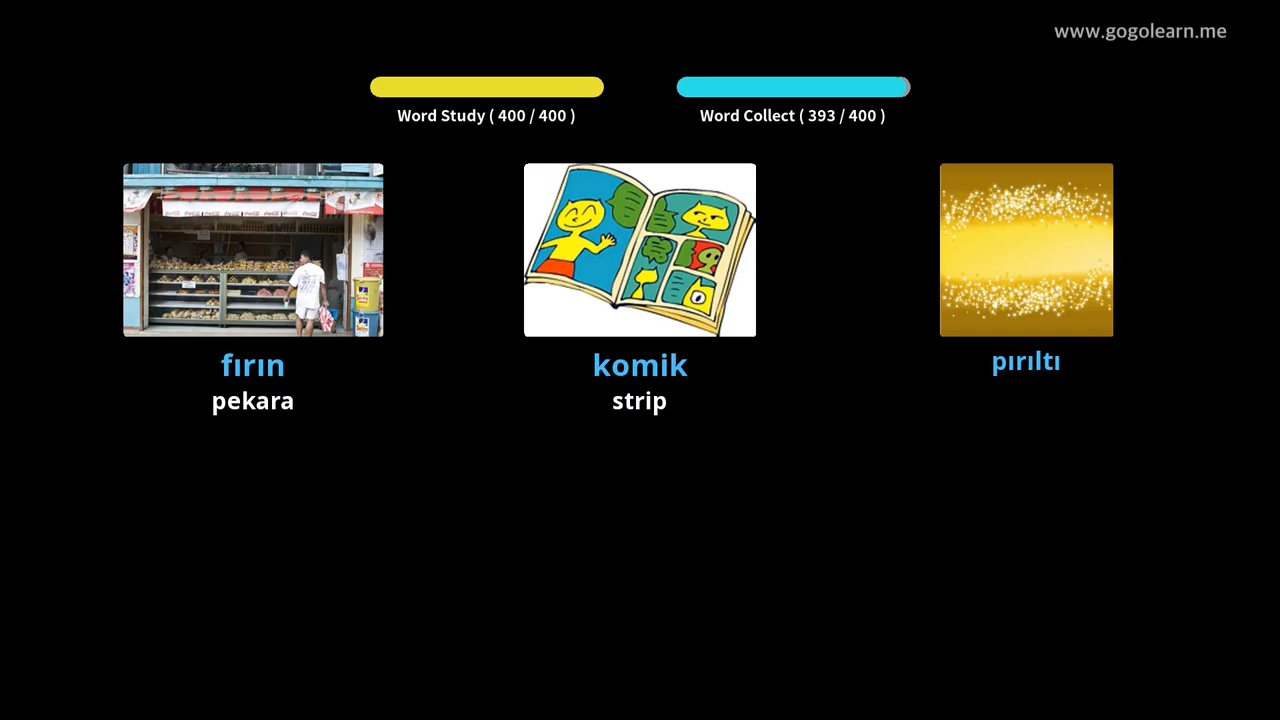 www.gogolearn.me
Word Study ( 400 / 400 )
Word Collect ( 393 / 400 )
fırın
komik
pırıltı
pekara
strip